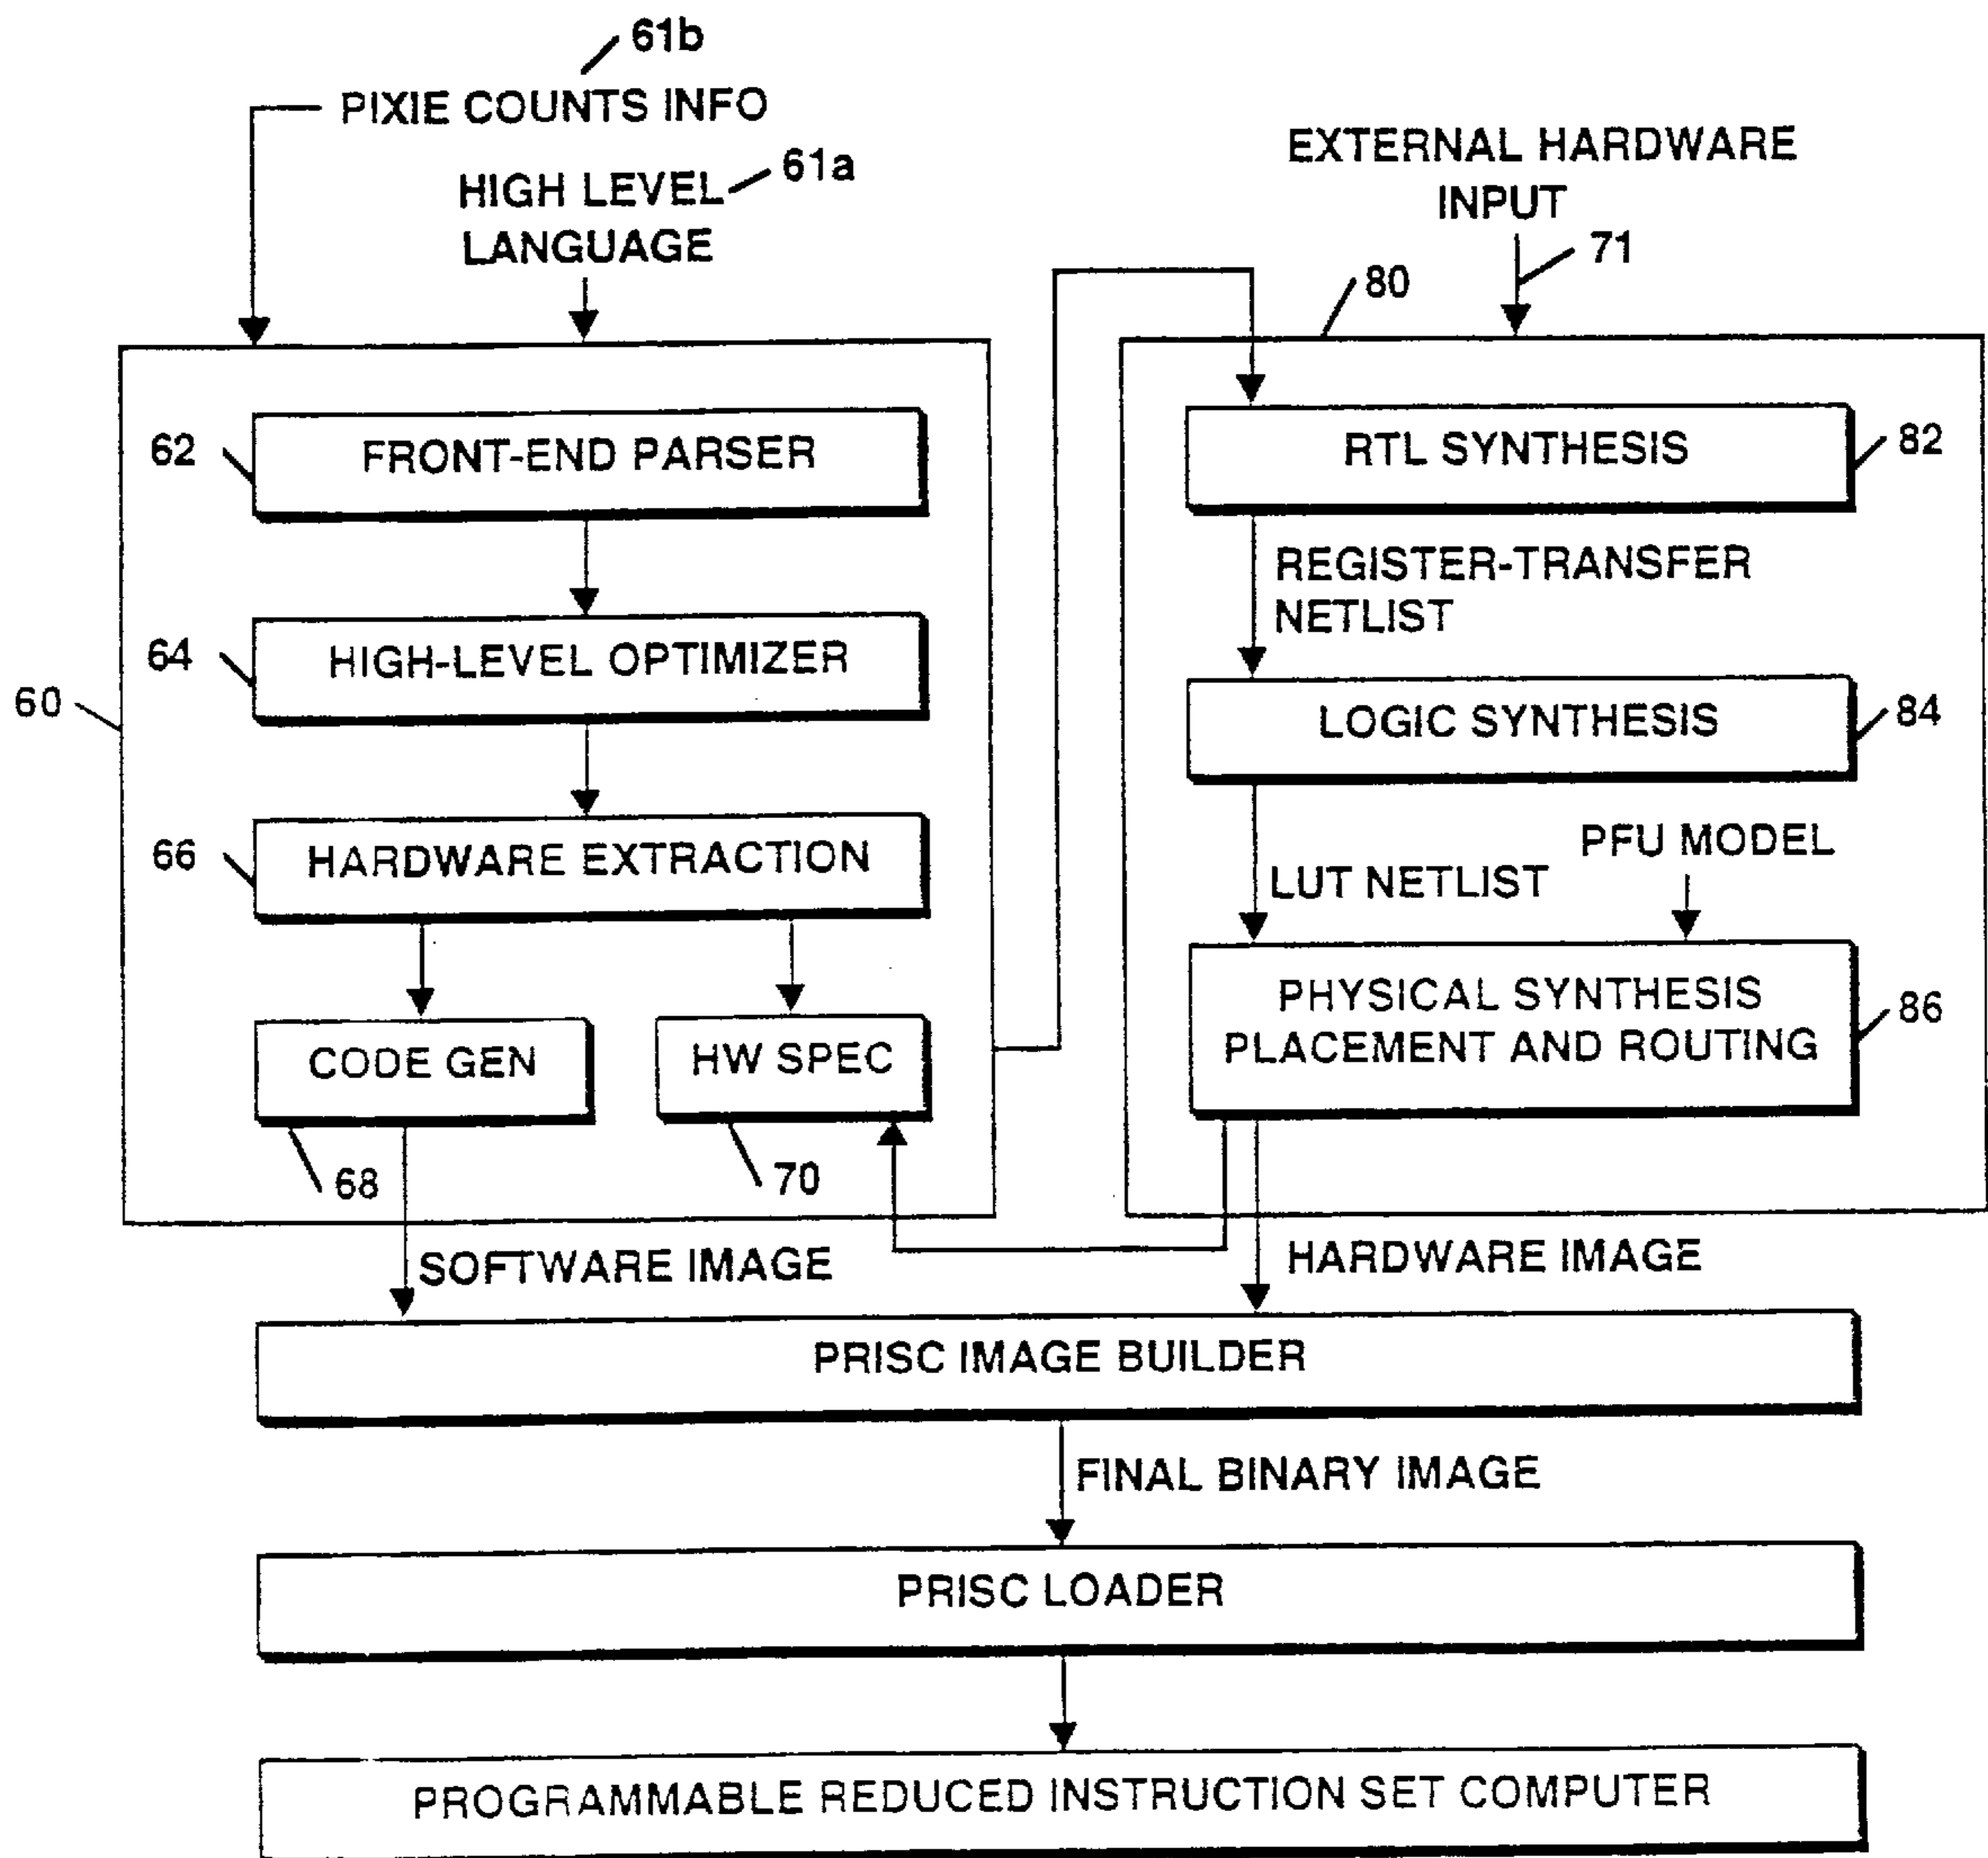 61b
PIXIE COUNTS INFO
HIGH LEVEL
LANGUAGE
61a
EXTERNAL HARDWARE
INPUT
71
80
60
62
FRONT-END PARSER
64
HIGH-LEVEL OPTIMIZER
66
HARDWARE EXTRACTION
CODE GEN
HW SPEC
68
70
RTL SYNTHESIS
82
REGISTER-TRANSFER
NETLIST
LOGIC SYNTHESIS
84
LUT NETLIST
PFU MODEL
PHYSICAL SYNTHESIS
PLACEMENT AND ROUTING
86
SOFTWARE IMAGE
HARDWARE IMAGE
PRISC IMAGE BUILDER
FINAL BINARY IMAGE
PRISC LOADER
PROGRAMMABLE REDUCED INSTRUCTION SET COMPUTER